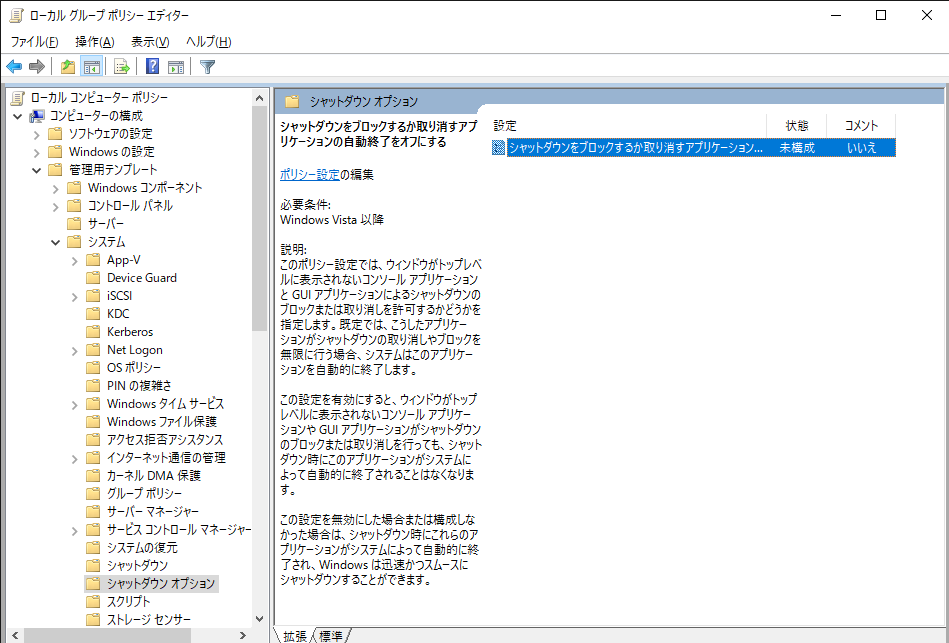 ローカル グループ ポリシー エディター
ファイル(F) 操作(A) 表示(V) ヘルプ(H)
ローカル コンピューター ポリシー
コンピューターの構成
ソフトウェアの設定
Windows の設定
管理用テンプレート
Windows コンポーネント
コントロール パネル
サーバー
システム
App-V
Device Guard
iSCSI
KDC
Kerberos
Net Logon
OS ポリシー
PIN の複雑さ
Windows タイム サービス
Windows ファイル保護
アクセス拒否アシスタンス
インターネット通信の管理
カーネル DMA 保護
グループ ポリシー
サーバー マネージャー
サービス コントロール マネージャー
システムの復元
シャットダウン
シャットダウン オプション
スクリプト
ストレージ センサー
シャットダウン オプション
シャットダウンをブロックするか取り消すアプ
リケーションの自動終了をオフにする
ポリシー設定の編集
必要条件:
Windows Vista 以降
説明:
このポリシー設定では、ウィンドウがトップレベ
ルに表示されないコンソール アプリケーション
と GUI アプリケーションによるシャットダウンの
ブロックまたは取り消しを許可するかどうかを
指定します。既定では、こうしたアプリケー
ションがシャットダウンの取り消しやブロックを
無限に行う場合、システムはこのアプリケー
ションを自動的に終了します。
この設定を有効にすると、ウィンドウがトップ
レベルに表示されないコンソール アプリケー
ションや GUI アプリケーションがシャットダウン
のブロックまたは取り消しを行っても、シャット
ダウン時にこのアプリケーションがシステムに
よって自動的に終了されることはなくなりま
す。
この設定を無効にした場合または構成しな
かった場合は、シャットダウン時にこれらのア
プリケーションがシステムによって自動的に終
了され、Windows は迅速かつスムースに
シャットダウンすることができます。
設定 状態 コメント
シャットダウンをブロックするか取り消すアプリケーション... 未構成 いいえ
拡張 標準